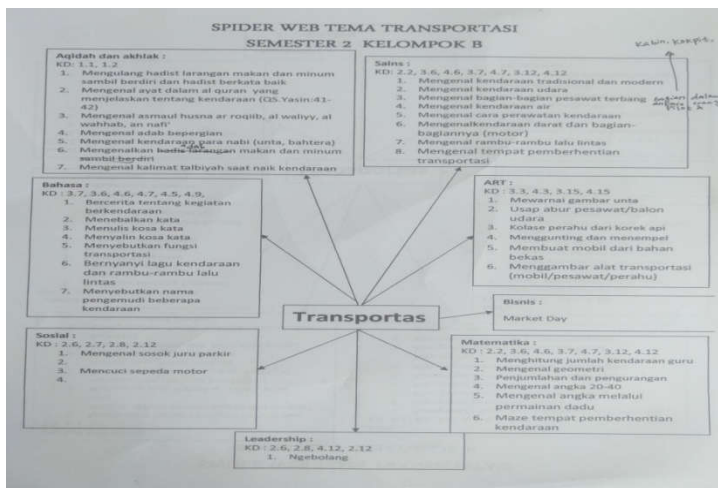 SPIDER WEB TEMA TRANSPORTASI
SEMESTER 2 KELOMPOK B
Aqidah dan akhlak :
KD: 1.1, 1.2
1. Mengulang hadist larangan makan dan minum
sambil berdiri dan hadist berkata baik
2. Mengenal ayat dalam al quran yang
menjelaskan tentang kendaraan (QS.Yasin:41-
42)
3. Mengenal asmaul husna ar roqiib, al waliyy, al
wahhab, an nafi'
4. Mengenal adab bepergian
5. Mengenal kendaraan para nabi (unta, bahtera)
6. Mengenalkan hadis larangan makan dan minum
sambil berdiri
7. Mengenal kalimat talbiyah saat naik kendaraan
Kabin, Kokpit,
Sains :
KD: 2.2, 3.6, 4.6, 3.7, 4.7, 3.12, 4.12
1. Mengenal kendaraan tradisional dan modern
2. Mengenal kendaraan udara
3. Mengenal bagian-bagian pesawat terbang
bagian dalam
4. Mengenal kendaraan air
5. Mengenal cara perawatan kendaraan
6. Mengenalkendaraan darat dan bagian-
bagiannya (motor)
7. Mengenal rambu-rambu lalu lintas
8. Mengenal tempat pemberhentian
transportasi
Bahasa :
KD : 3.7, 3.6, 4.6, 4.7, 4.5, 4.9,
1. Bercerita tentang kegiatan
berkendaraan
2. Menebalkan kata
3. Menulis kosa kata
4. Menyalin kosa kata
5. Menyebutkan fungsi
transportasi
6. Bernyanyi lagu kendaraan
dan rambu-rambu lalu
lintas
7. Menyebutkan nama
pengemudi beberapa
kendaraan
ART :
KD : 3.3, 4.3, 3.15, 4.15
1. Mewarnai gambar unta
2. Usap abur pesawat/balon
udara
3. Kolase perahu dari korek api
4. Menggunting dan menempel
5. Membuat mobil dari bahan
bekas
6. Menggambar alat transportasi
(mobil/pesawat/perahu)
Transportas
Bisnis :
Market Day
Sosial :
KD : 2.6, 2.7, 2.8, 2.12
1. Mengenal sosok juru parkir
2.
3. Mencuci sepeda motor
4.
Matematika :
KD : 2.2, 3.6, 4.6, 3.7, 4.7, 3.12, 4.12
1. Menghitung jumlah kendaraan guru
2. Mengenal geometri
3. Penjumlahan dan pengurangan
4. Mengenal angka 20-40
5. Mengenal angka melalui
permainan dadu
6. Maze tempat pemberhentian
kendaraan
Leadership :
KD : 2.6, 2.8, 4.12, 2.12
1. Ngebolang